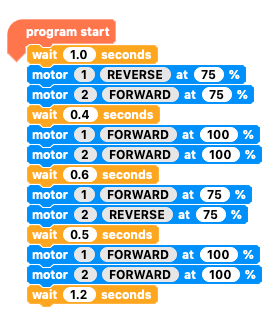 program start
wait 1.0 seconds
motor 1 REVERSE at 75 %
motor 2 FORWARD at 75 %
wait 0.4 seconds
motor 1 FORWARD at 100 %
motor 2 FORWARD at 100 %
wait 0.6 seconds
motor 1 FORWARD at 75 %
motor 2 REVERSE at 75 %
wait 0.5 seconds
motor 1 FORWARD at 100 %
motor 2 FORWARD at 100 %
wait 1.2 seconds